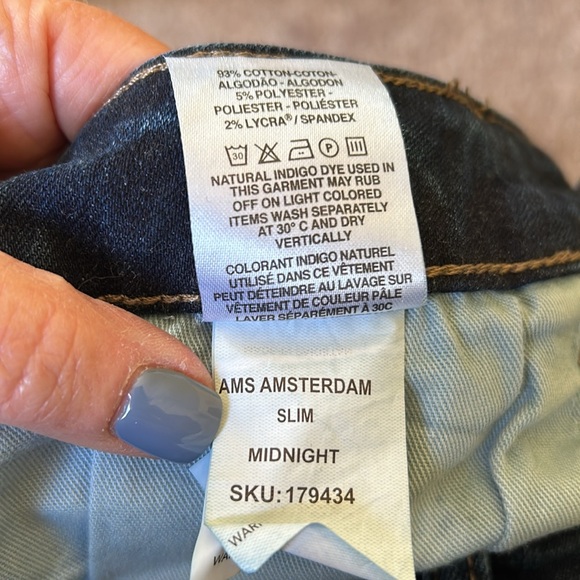 93% COTTON-COTON-
ALGODÃO - ALGODON
5% POLYESTER -
POLIESTER - POLIÉSTER
2% LYCRA® / SPANDEX
30 P
NATURAL INDIGO DYE USED IN
THIS GARMENT MAY RUB
OFF ON LIGHT COLORED
ITEMS WASH SEPARATELY
AT 30° C AND DRY
VERTICALLY
COLORANT INDIGO NATUREL
UTILISÉ DANS CE VÊTEMENT
PEUT DÉTEINDRE AU LAVAGE SUR
VÊTEMENT DE COULEUR PÂLE
LAVER SÉPARÉMENT À 30C
AMS AMSTERDAM
SLIM
MIDNIGHT
SKU: 179434